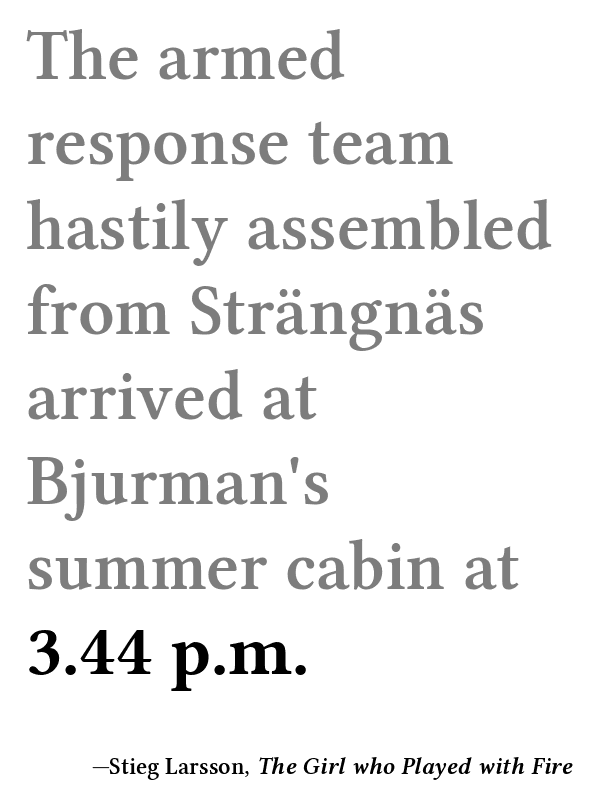 The armed
response team
hastily assembled
from Strängnäs
arrived at
Bjurman's
summer cabin at
3.44 p.m.
—Stieg Larsson, The Girl who Played with Fire